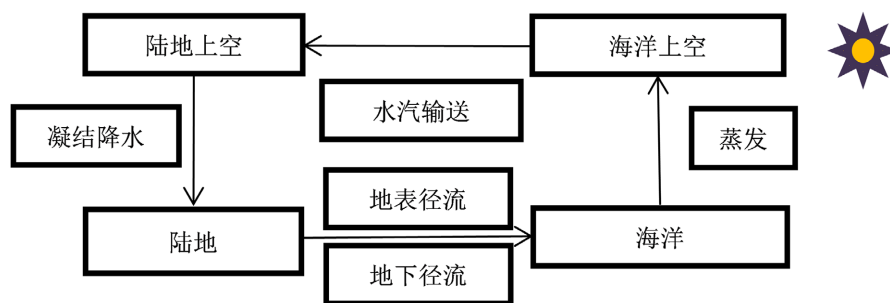 陆地上空
海洋上空
凝结降水
水汽输送
蒸发
地表径流
陆地
海洋
地下径流